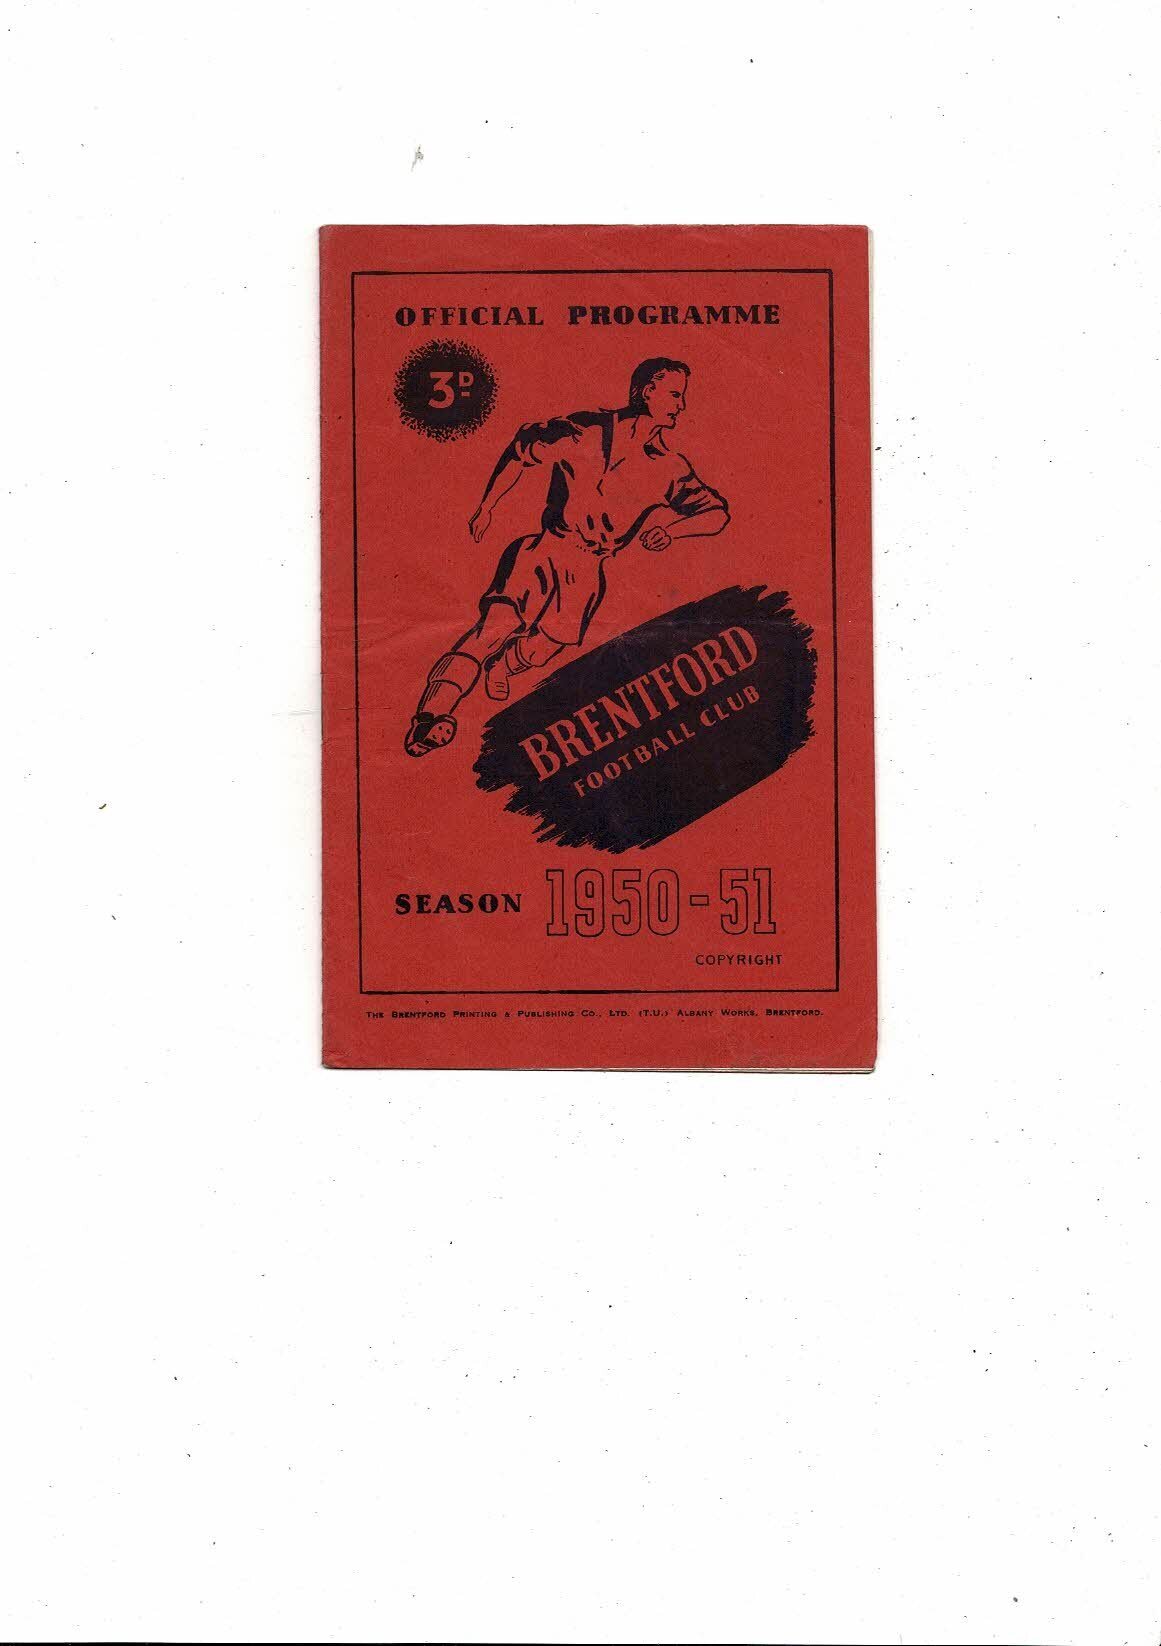 OFFICIAL PROGRAMME
3D-
BRENTFORD
FOOTBALL CLUB
SEASON 1950-51
COPYRIGHT
THE BRENTFORD PRINTING & PUBLISHING CO., LTD. (T.U.) ALBANY WORKS, BRENTFORD.